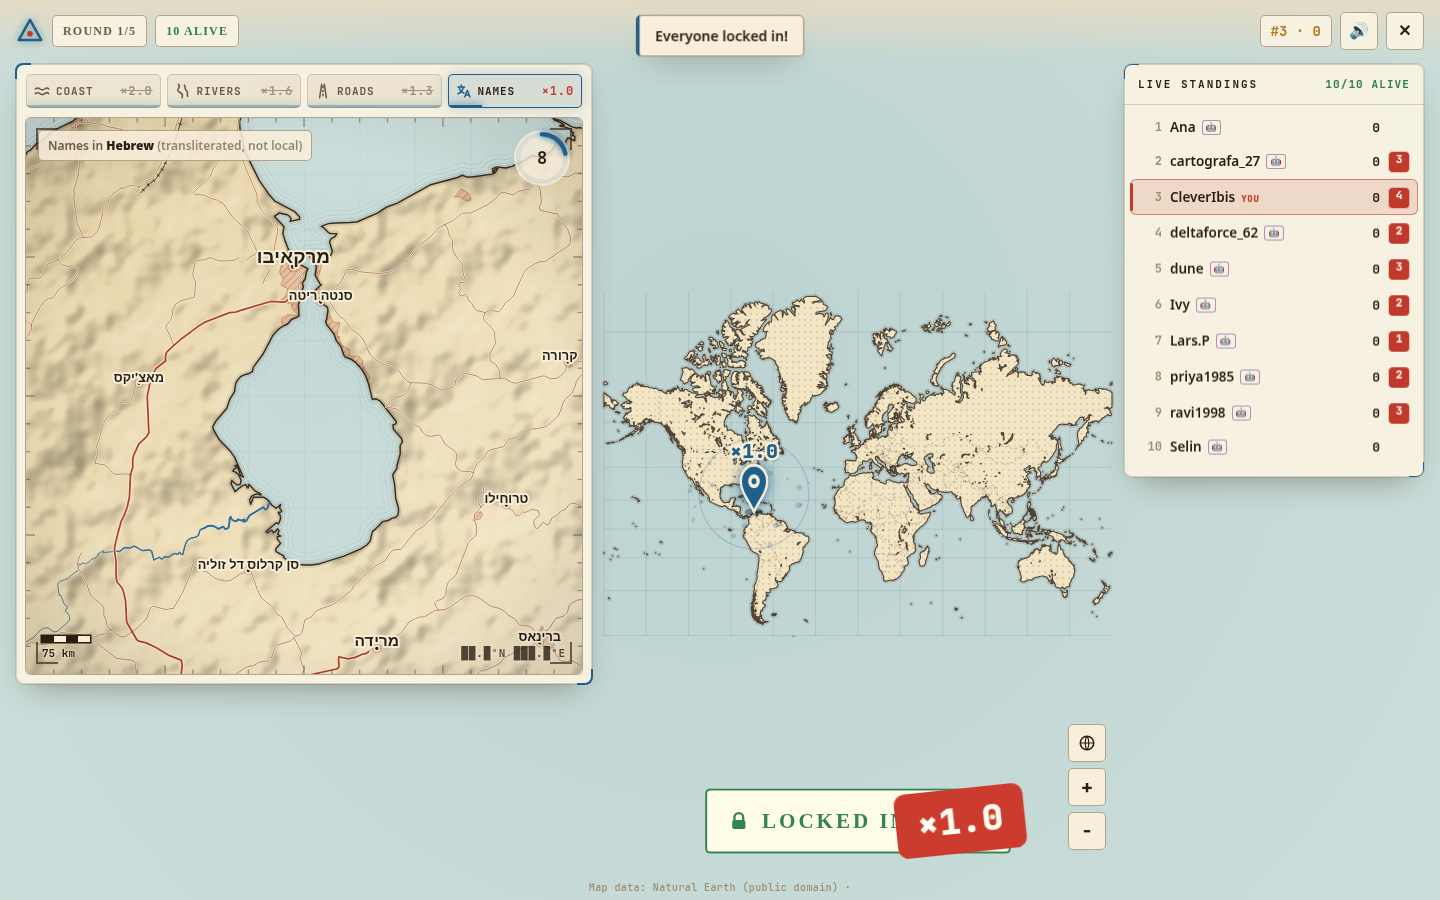 ROUND 1/5
10 ALIVE
Everyone locked in!
#3 · 0
COAST ×2.0
RIVERS ×1.6
ROADS ×1.3
NAMES ×1.0
Names in Hebrew (transliterated, not local)
8
מרקאיבו
סנטה ריטה
קרורה
מאצ'יקס
טרוחילו
סן קרלוס דל זוליה
מרידה
ברינאס
75 km
██.█°N ███.█°E
×1.0
LIVE STANDINGS 10/10 ALIVE
1 Ana 0
2 cartografa_27 0 3
3 CleverIbis YOU 0 4
4 deltaforce_62 0 2
5 dune 0 3
6 Ivy 0 2
7 Lars.P 0 1
8 priya1985 0 2
9 ravi1998 0 3
10 Selin 0
+
-
LOCKED IN
×1.0
Map data: Natural Earth (public domain) ·